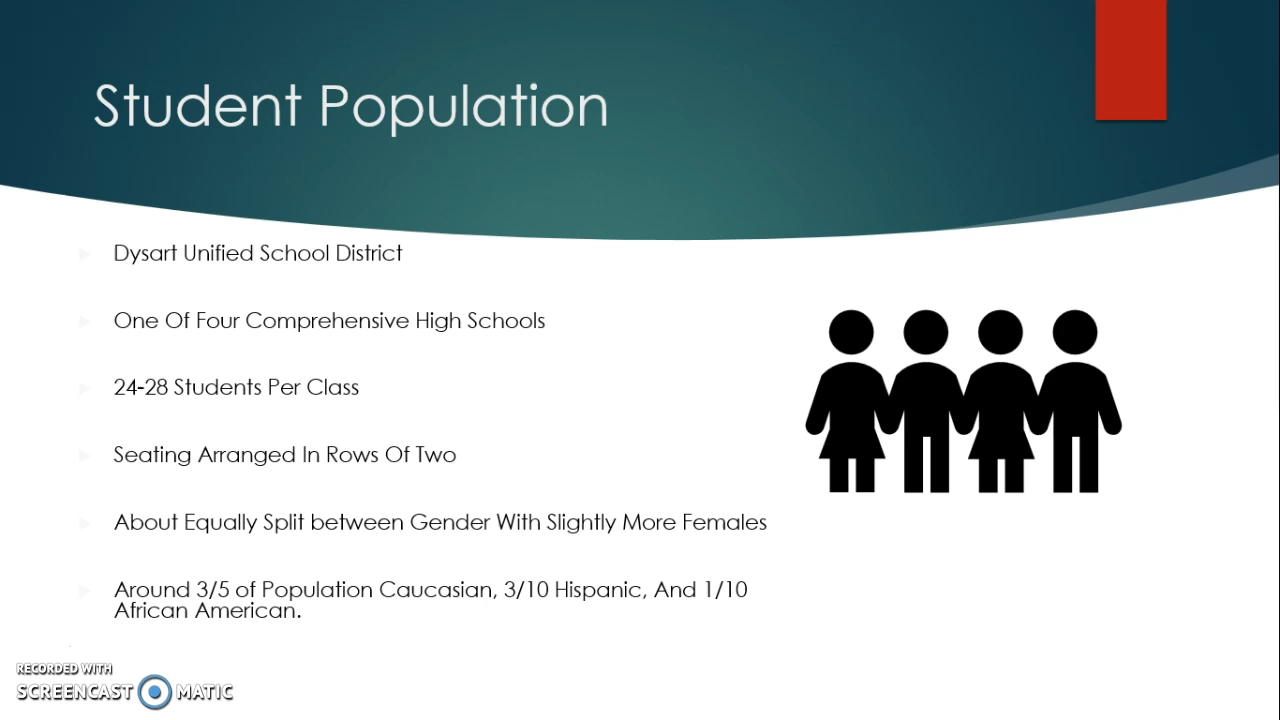 Student Population
Dysart Unified School District
One Of Four Comprehensive High Schools
24-28 Students Per Class
Seating Arranged In Rows Of Two
About Equally Split between Gender With Slightly More Females
Around 3/5 of Population Caucasian, 3/10 Hispanic, And 1/10
African American.
RECORDED WITH
SCREENCAST MATIC